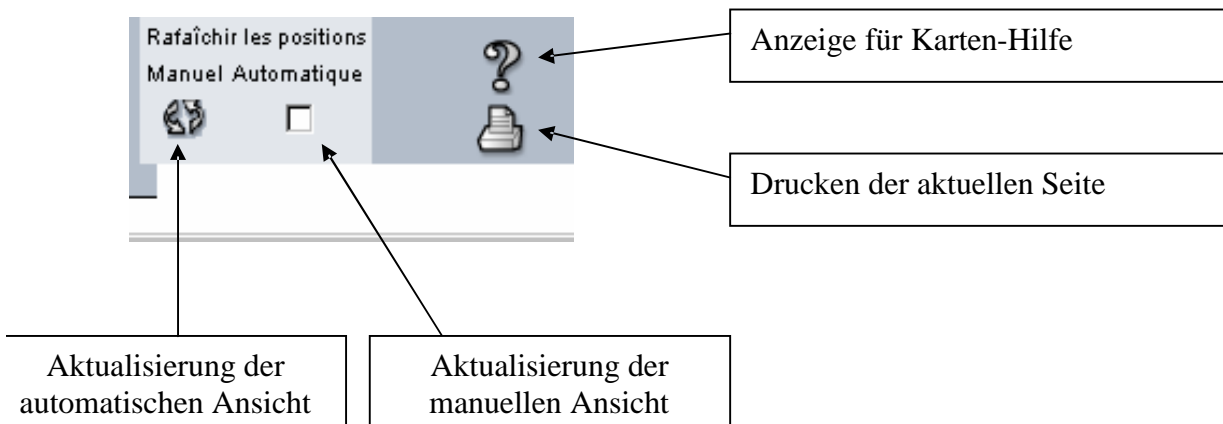 Rafaîchir les positions
Manuel Automatique
Anzeige für Karten-Hilfe
Drucken der aktuellen Seite
Aktualisierung der
automatischen Ansicht
Aktualisierung der
manuellen Ansicht